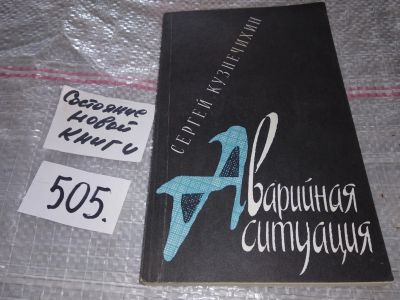 Состояние
новой
книги
505.
СЕРГЕЙ КУЗНЕЧИХИН
Аварийная
ситуация